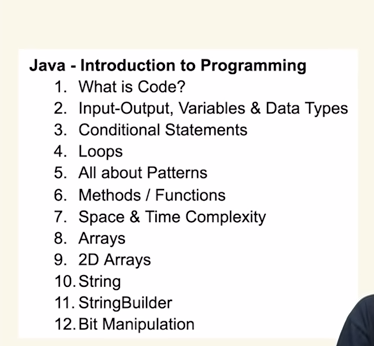 Java - Introduction to Programming
1. What is Code?
2. Input-Output, Variables & Data Types
3. Conditional Statements
4. Loops
5. All about Patterns
6. Methods / Functions
7. Space & Time Complexity
8. Arrays
9. 2D Arrays
10. String
11. StringBuilder
12. Bit Manipulation